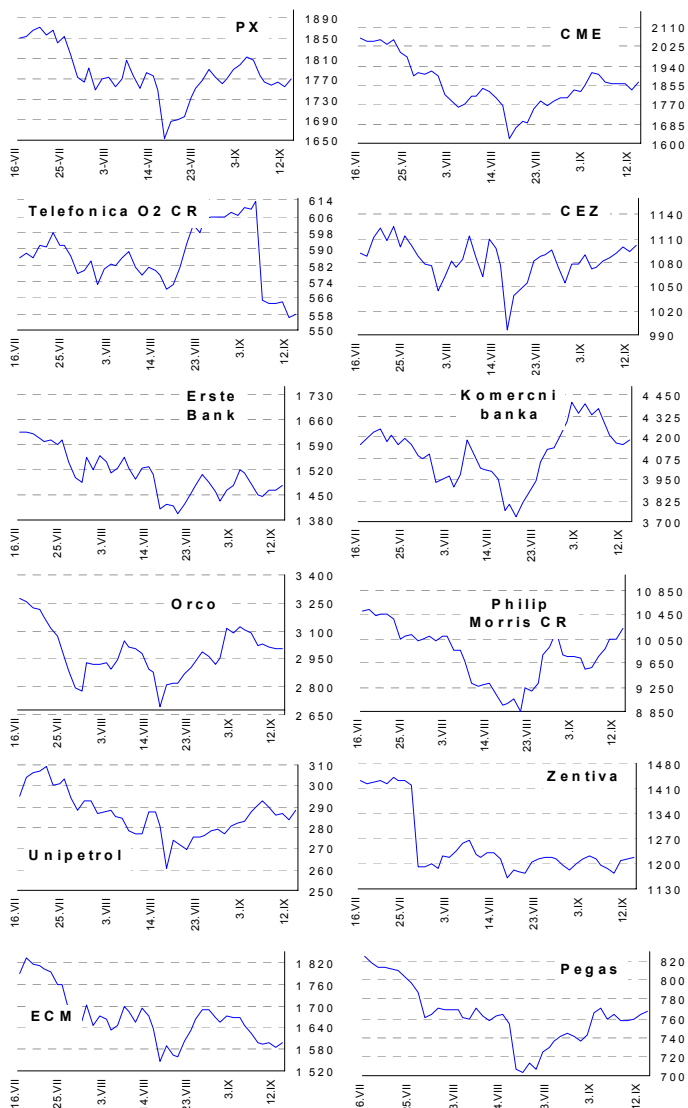 PX
1890
1850
1810
1770
1730
1690
1650
16-VII
25-VII
3-VIII
14-VIII
23-VIII
3-IX
12-IX
CME
2110
2025
1940
1855
1770
1685
1600
16.VII
25.VII
3.VIII
14.VIII
23.VIII
3.IX
12.IX
Telefonica O2 CR
614
606
598
590
582
574
566
558
550
16.VII
25.VII
3.VIII
14.VIII
23.VIII
3.IX
12.IX
CEZ
1140
1110
1080
1050
1020
990
16.VII
25.VII
3.VIII
14.VIII
23.VIII
3.IX
12.IX
Erste
Bank
1 730
1 660
1 590
1 520
1 450
1 380
16.VII
25.VII
3.VIII
14.VIII
23.VIII
3.IX
12.IX
Komercni
banka
4 450
4 325
4 200
4 075
3 950
3 825
3 700
16.VII
25.VII
3.VIII
14.VIII
23.VIII
3.IX
12.IX
Orco
3 400
3 250
3 100
2 950
2 800
2 650
16.VII
25.VII
3.VIII
14.VIII
23.VIII
3.IX
12.IX
Philip
Morris CR
10 850
10 450
10 050
9 650
9 250
8 850
16.VII
25.VII
3.VIII
14.VIII
23.VIII
3.IX
12.IX
Unipetrol
310
300
290
280
270
260
250
16.VII
25.VII
3.VIII
14.VIII
23.VIII
3.IX
12.IX
Zentiva
1480
1410
1340
1270
1200
1130
16.VII
25.VII
3.VIII
14.VIII
23.VIII
3.IX
12.IX
ECM
1 820
1 760
1 700
1 640
1 580
1 520
16.VII
25.VII
3.VIII
4.VIII
23.VIII
3.IX
12.IX
Pegas
820
800
780
760
740
720
700
6.VII
25.VII
3.VIII
4.VIII
3.VIII
3.IX
12.IX